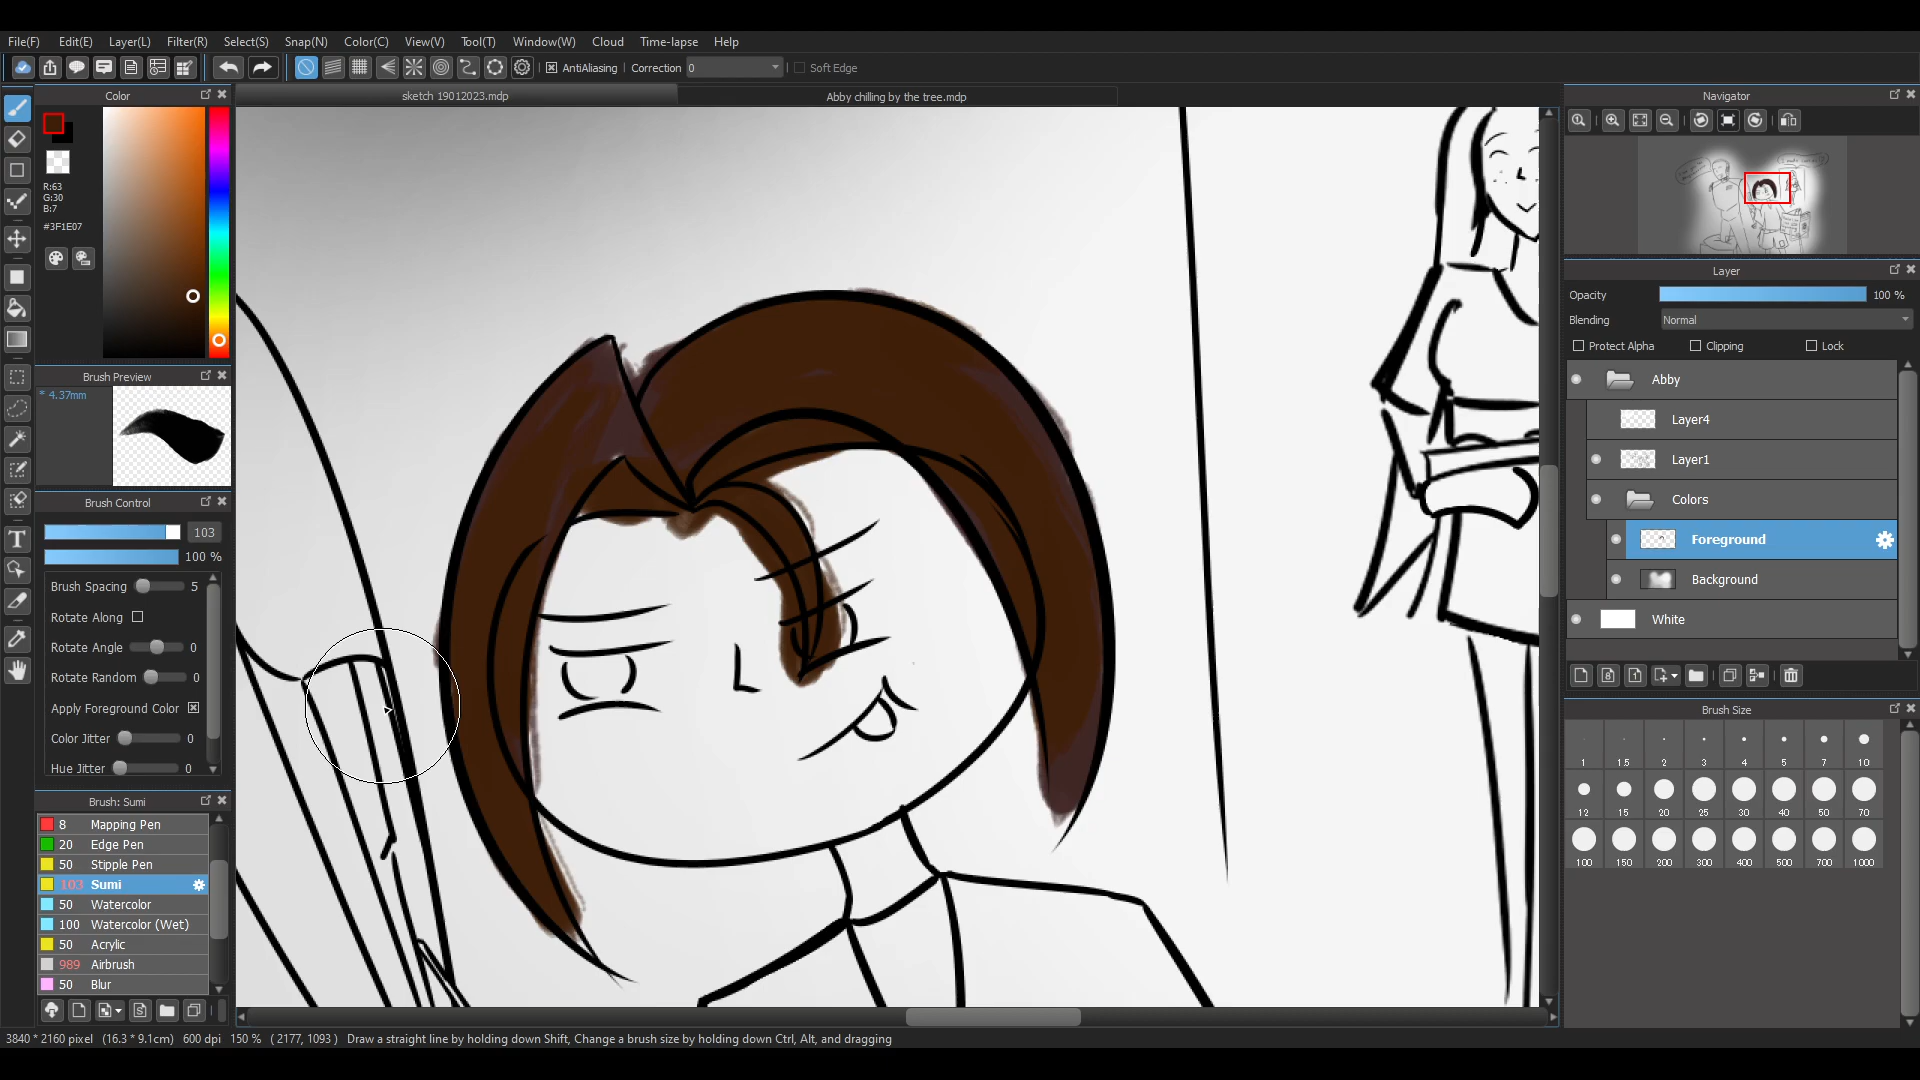 File(F) Edit(E) Layer(L) Filter(R) Select(S) Snap(N) Color(C) View(V) Tool(T) Window(W) Cloud Time-lapse Help
AntiAliasing Correction 0 Soft Edge
Color
sketch 19012023.mdp
Abby chilling by the tree.mdp
R:63
G:30
B:7
#3F1E07
Brush Preview
* 4.37mm
Brush Control
103
100 %
Brush Spacing 5
Rotate Along
Rotate Angle 0
Rotate Random 0
Apply Foreground Color
Color Jitter 0
Hue Jitter 0
Brush: Sumi
8 Mapping Pen
20 Edge Pen
50 Stipple Pen
103 Sumi
50 Watercolor
100 Watercolor (Wet)
50 Acrylic
989 Airbrush
50 Blur
Navigator
Layer
Opacity 100 %
Blending Normal
Protect Alpha Clipping Lock
Abby
Layer4
Layer1
Colors
Foreground
Background
White
Brush Size
1 1.5 2 3 4 5 7 10
12 15 20 25 30 40 50 70
100 150 200 300 400 500 700 1000
3840 * 2160 pixel (16.3 * 9.1cm) 600 dpi 150 % ( 2177, 1093 ) Draw a straight line by holding down Shift, Change a brush size by holding down Ctrl, Alt, and dragging